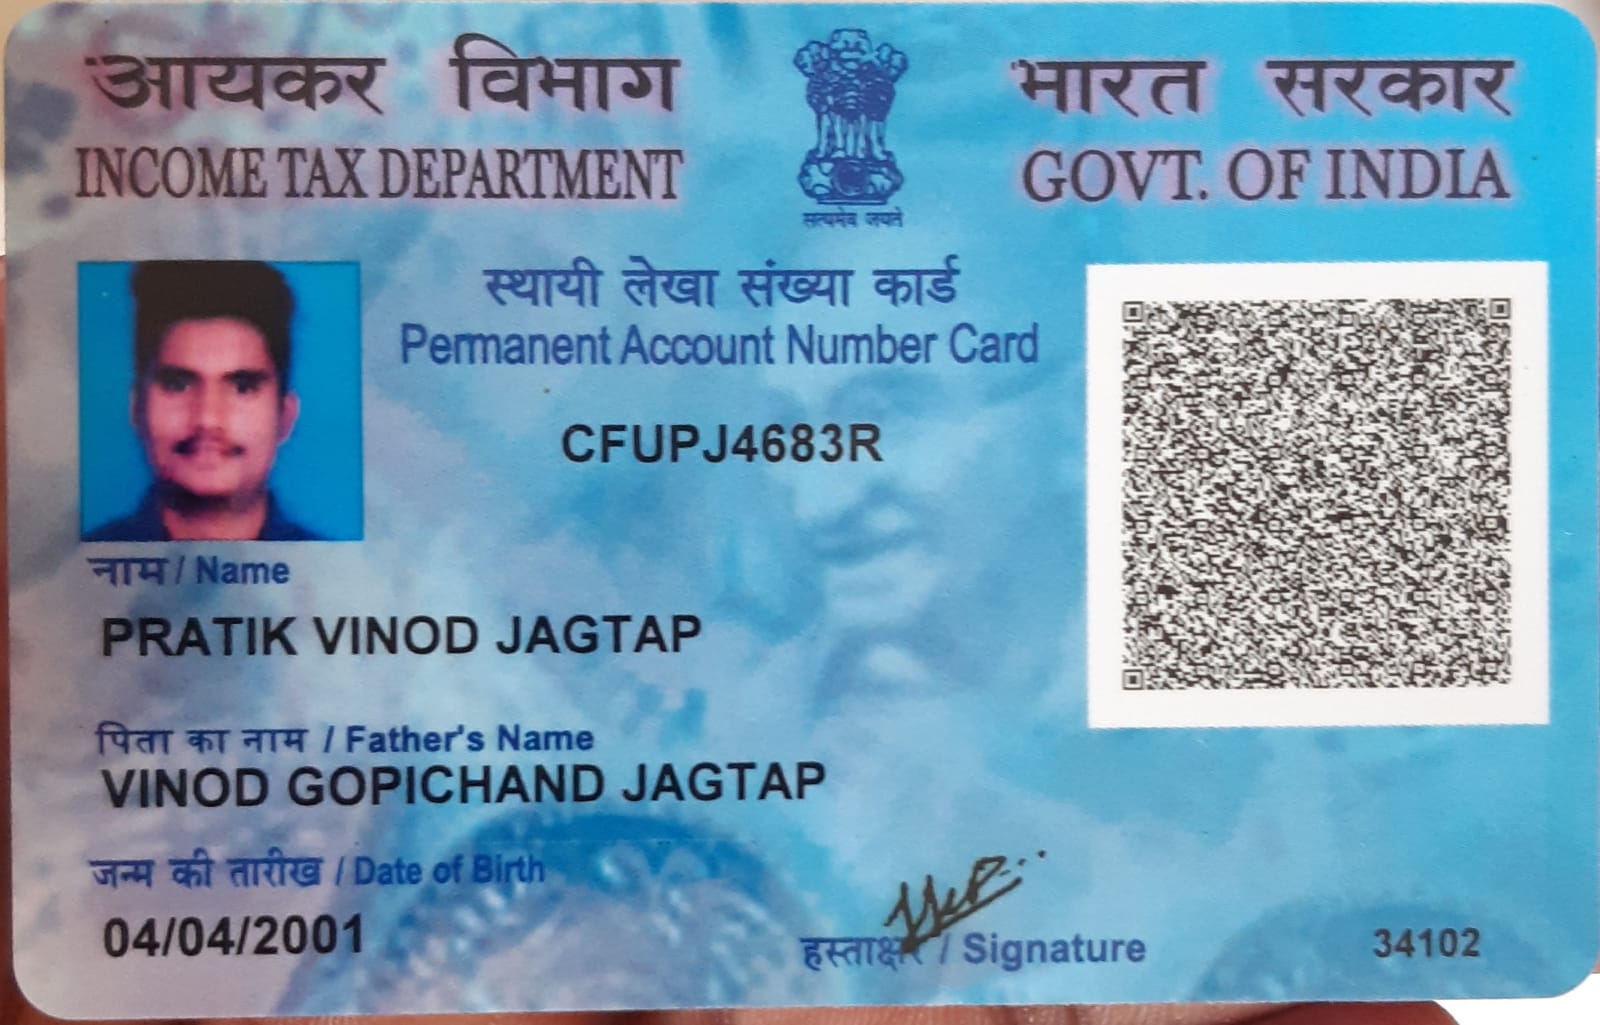 आयकर विभाग
INCOME TAX DEPARTMENT
सत्यमेव जयते
भारत सरकार
GOVT. OF INDIA
स्थायी लेखा संख्या कार्ड
Permanent Account Number Card
CFUPJ4683R
नाम / Name
PRATIK VINOD JAGTAP
पिता का नाम / Father's Name
VINOD GOPICHAND JAGTAP
जन्म की तारीख / Date of Birth
04/04/2001
हस्ताक्षर / Signature
34102